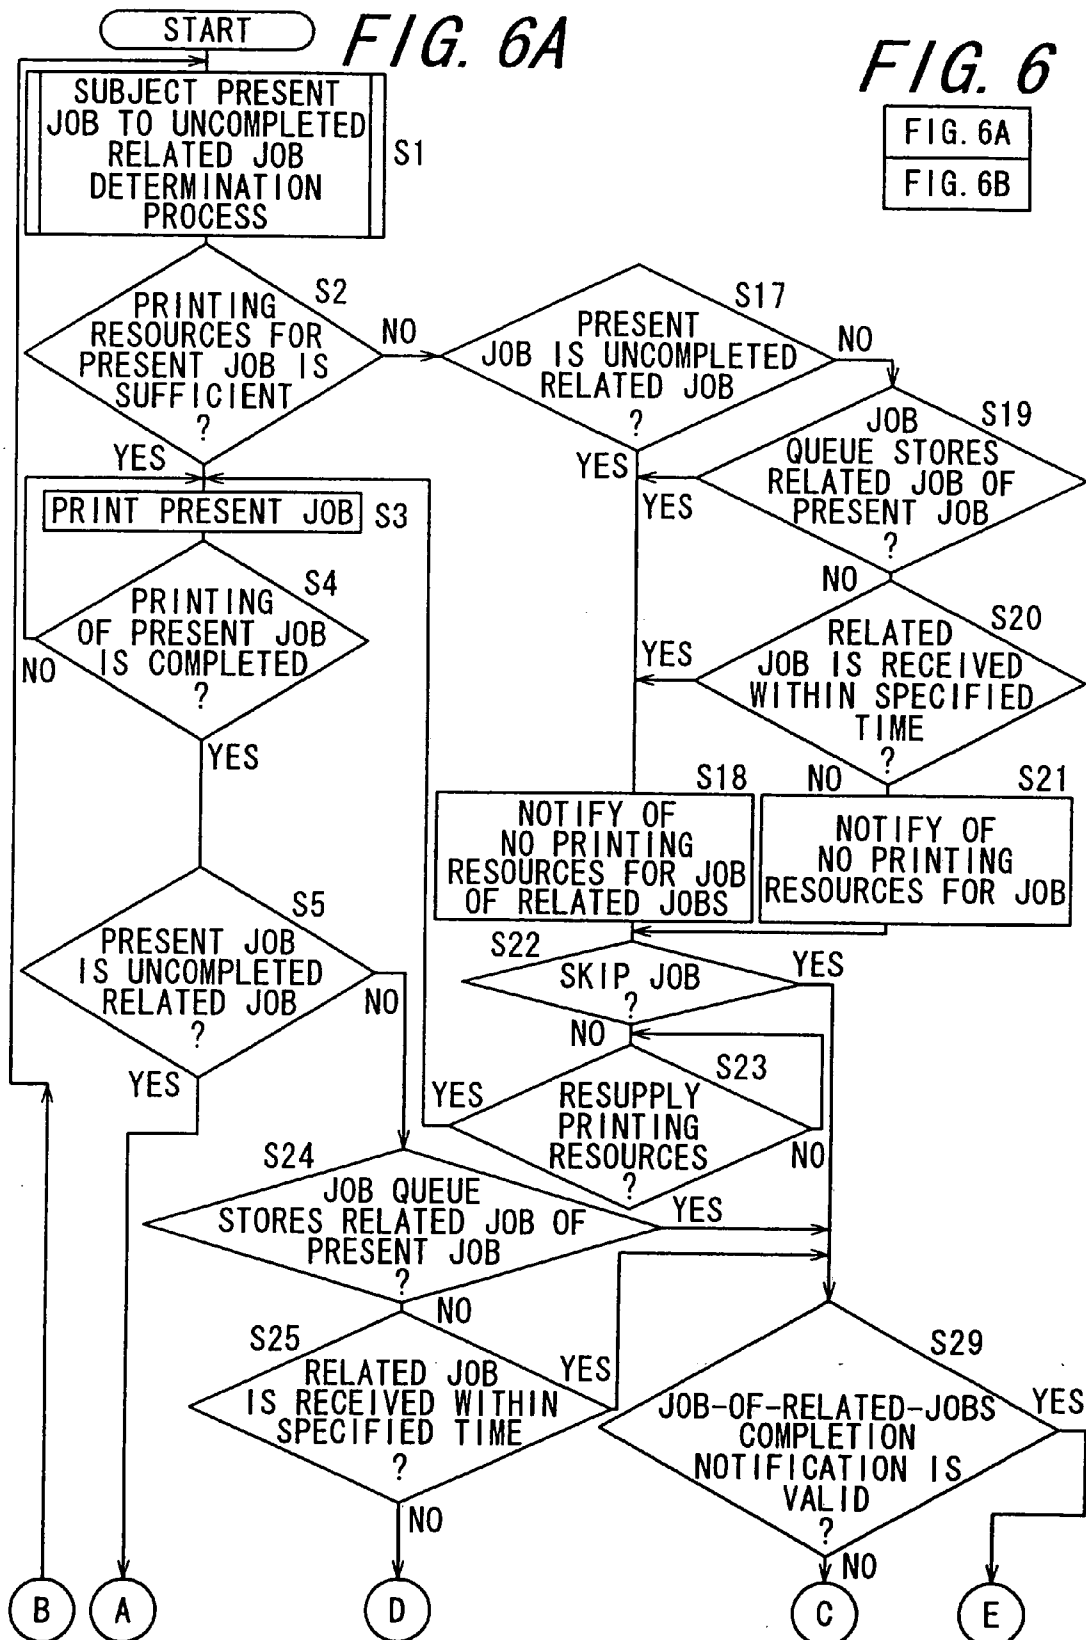 START
FIG. 6A
FIG. 6
FIG. 6A
FIG. 6B
SUBJECT PRESENT
JOB TO UNCOMPLETED
RELATED JOB
DETERMINATION
PROCESS
S1
PRINTING
RESOURCES FOR
PRESENT JOB IS
SUFFICIENT
?
S2
NO
YES
PRESENT
JOB IS UNCOMPLETED
RELATED JOB
?
S17
NO
YES
JOB
QUEUE STORES
RELATED JOB OF
PRESENT JOB
?
S19
YES
NO
PRINT PRESENT JOB
S3
PRINTING
OF PRESENT JOB
IS COMPLETED
?
S4
NO
YES
RELATED
JOB IS RECEIVED
WITHIN SPECIFIED
TIME
?
S20
YES
NO
NOTIFY OF
NO PRINTING
RESOURCES FOR JOB
OF RELATED JOBS
S18
NOTIFY OF
NO PRINTING
RESOURCES FOR JOB
S21
PRESENT JOB
IS UNCOMPLETED
RELATED JOB
?
S5
NO
YES
SKIP JOB
?
S22
YES
NO
RESUPPLY
PRINTING
RESOURCES
?
S23
YES
NO
JOB QUEUE
STORES RELATED JOB OF
PRESENT JOB
?
S24
YES
NO
RELATED JOB
IS RECEIVED WITHIN
SPECIFIED TIME
?
S25
YES
NO
JOB-OF-RELATED-JOBS
COMPLETION
NOTIFICATION IS
VALID
?
S29
YES
NO
B
A
D
C
E